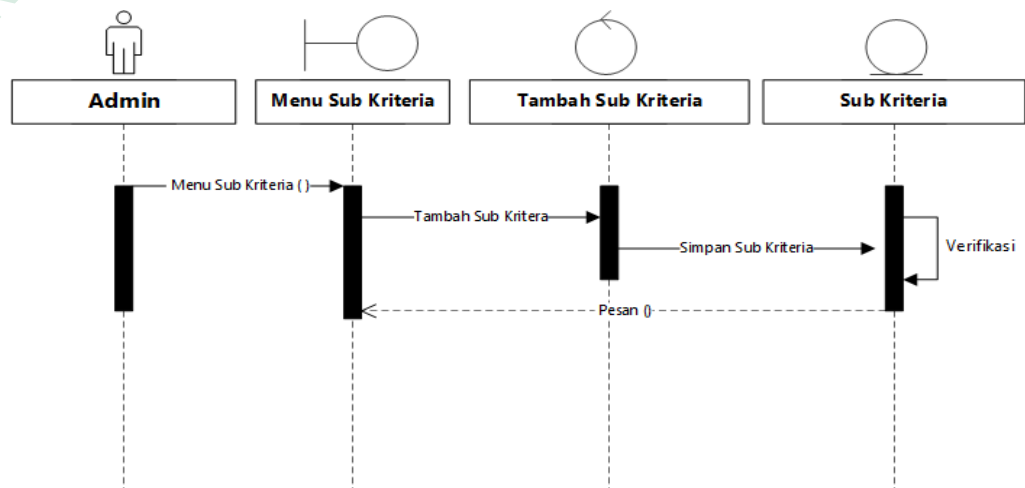 Admin
Menu Sub Kriteria
Tambah Sub Kriteria
Sub Kriteria
Menu Sub Kriteria ( )
Tambah Sub Kritera
Simpan Sub Kriteria
Verifikasi
Pesan ()